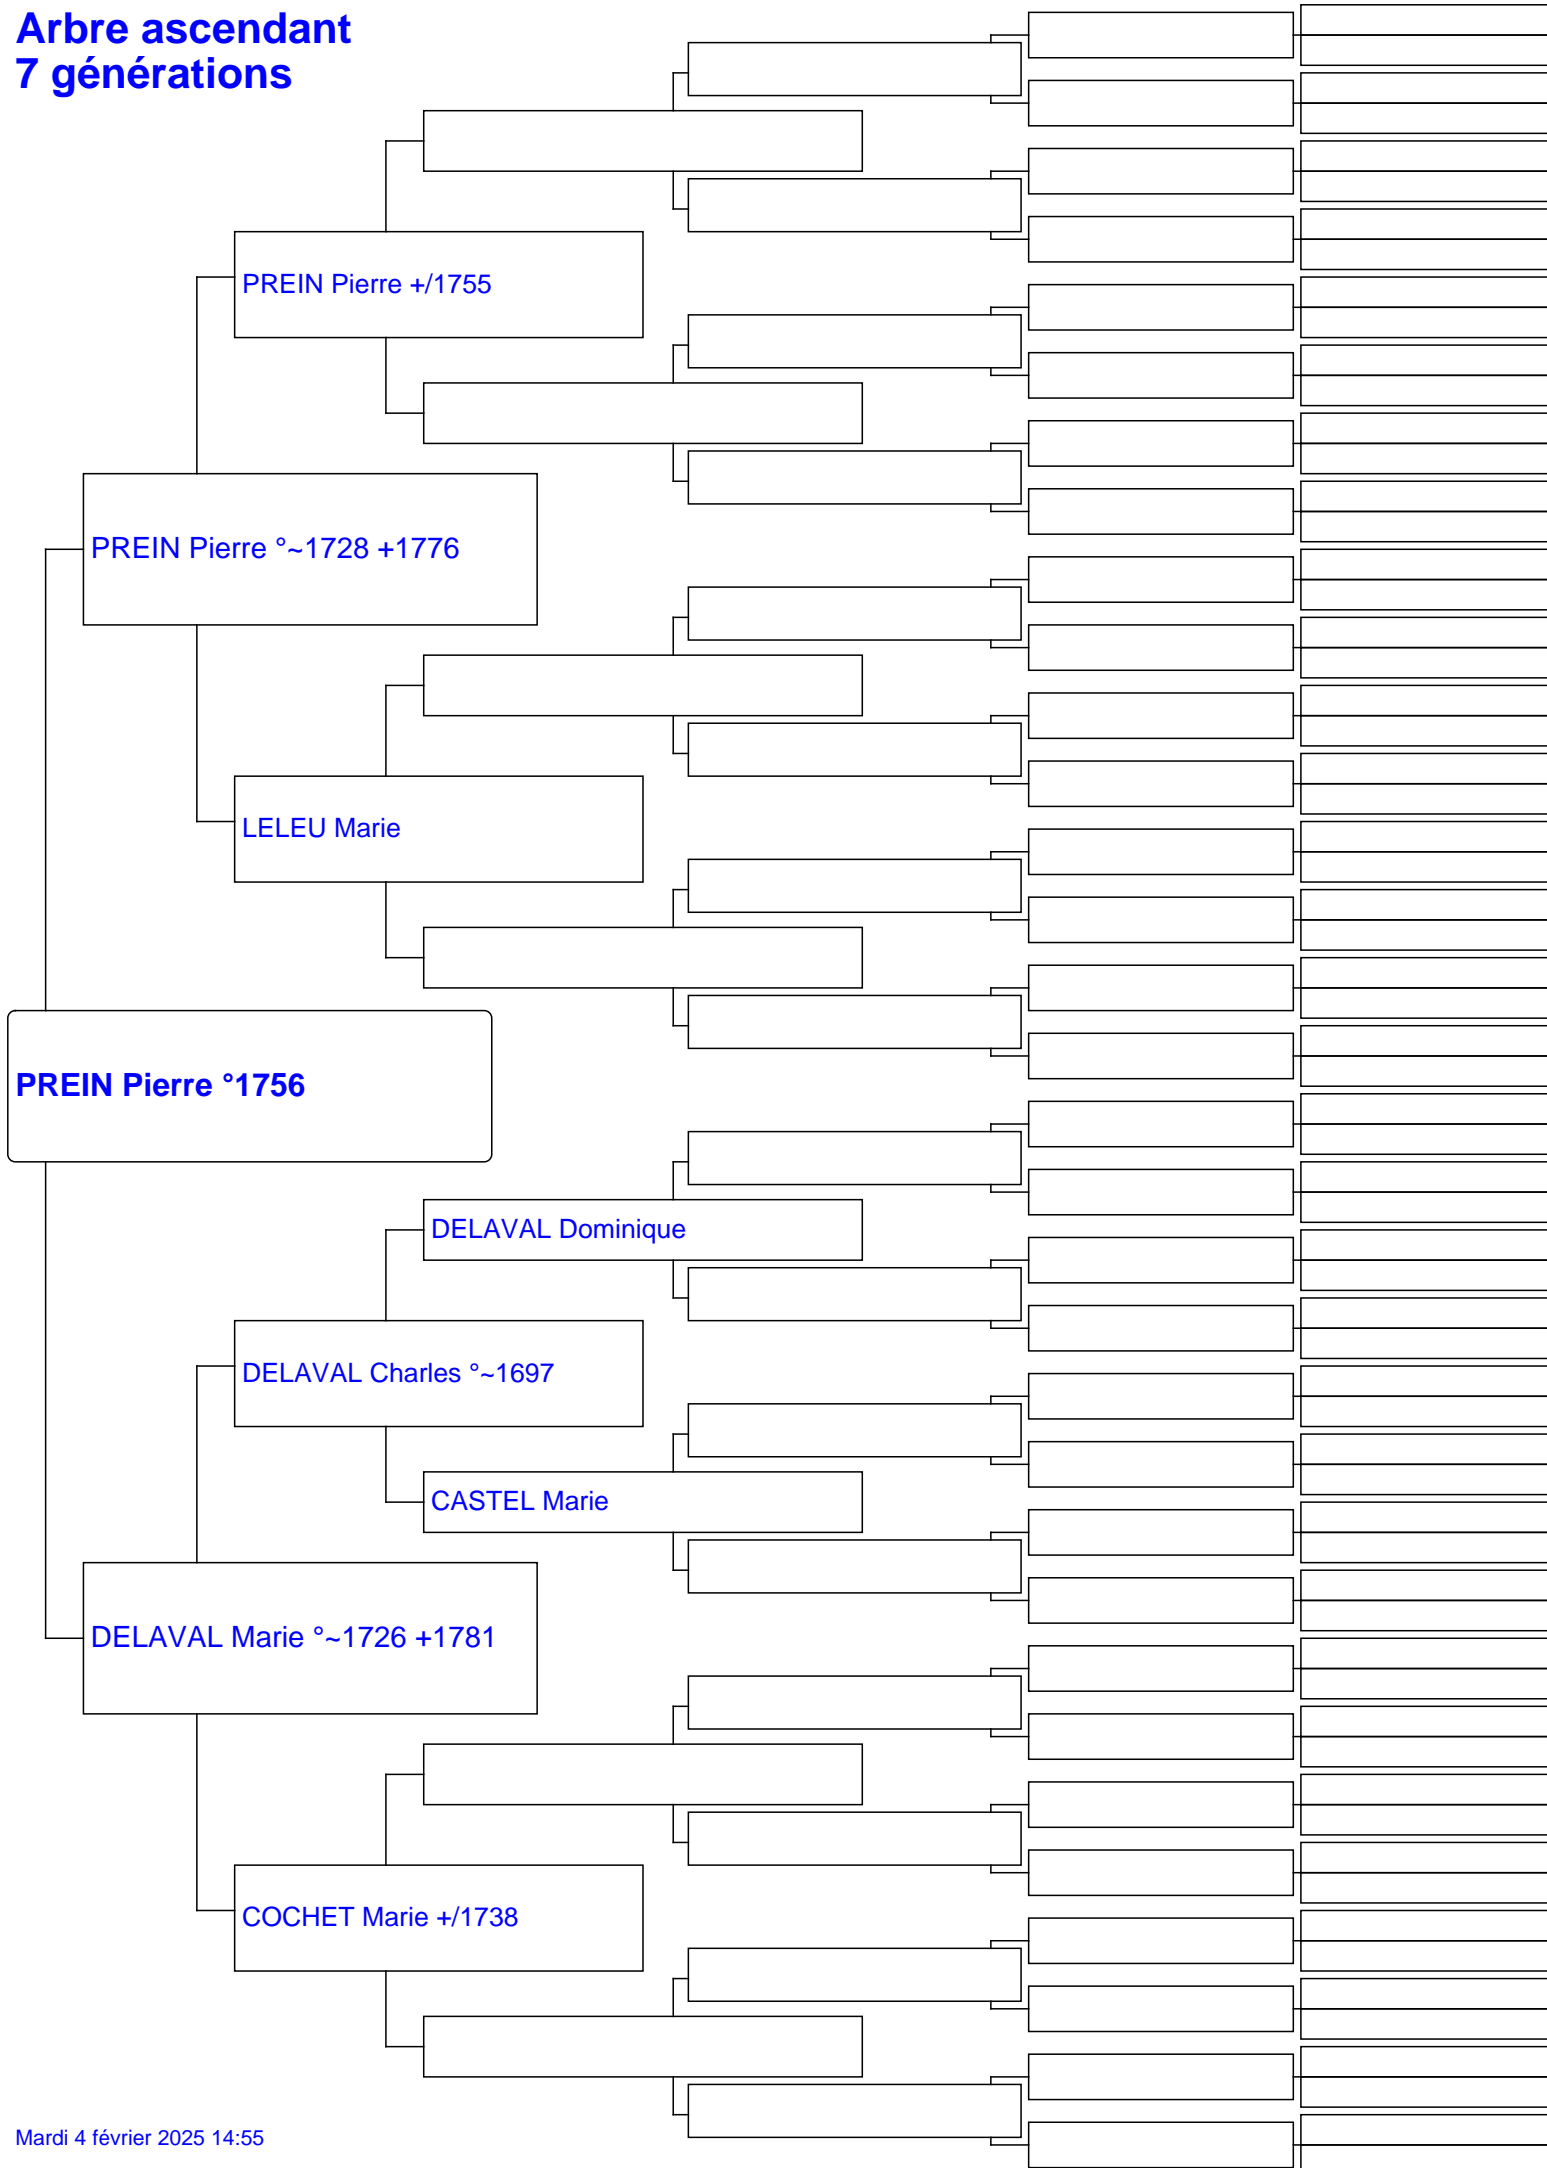 Arbre ascendant
7 générations
PREIN Pierre +/1755
PREIN Pierre °~1728 +1776
LELEU Marie
PREIN Pierre °1756
DELAVAL Dominique
DELAVAL Charles °~1697
CASTEL Marie
DELAVAL Marie °~1726 +1781
COCHET Marie +/1738
Mardi 4 février 2025 14:55